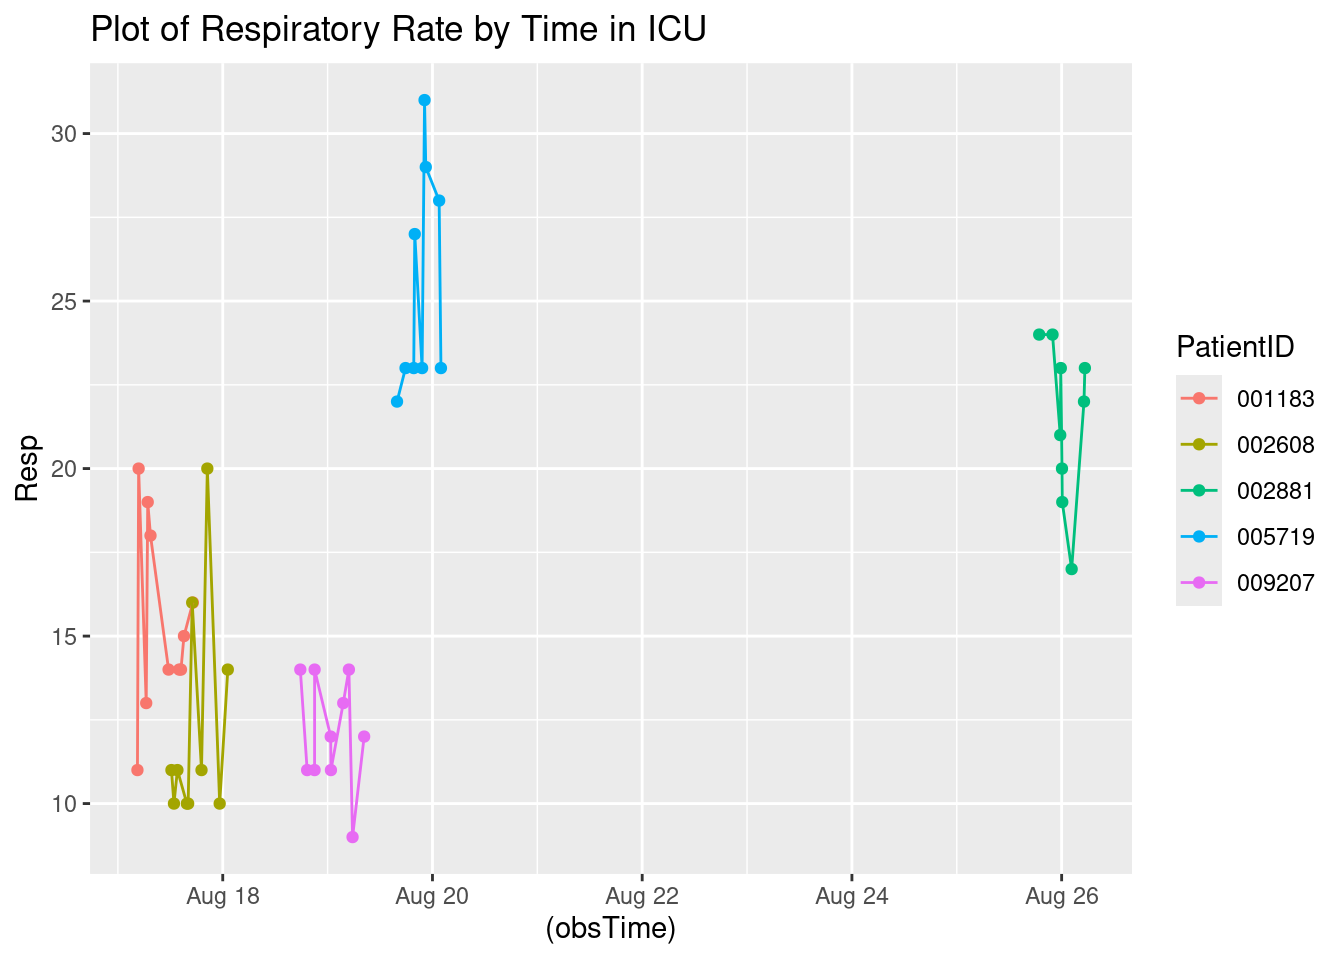 Plot of Respiratory Rate by Time in ICU
30
25
20
15
10
Resp
Aug 18
Aug 20
Aug 22
Aug 24
Aug 26
(obsTime)
PatientID
001183
002608
002881
005719
009207